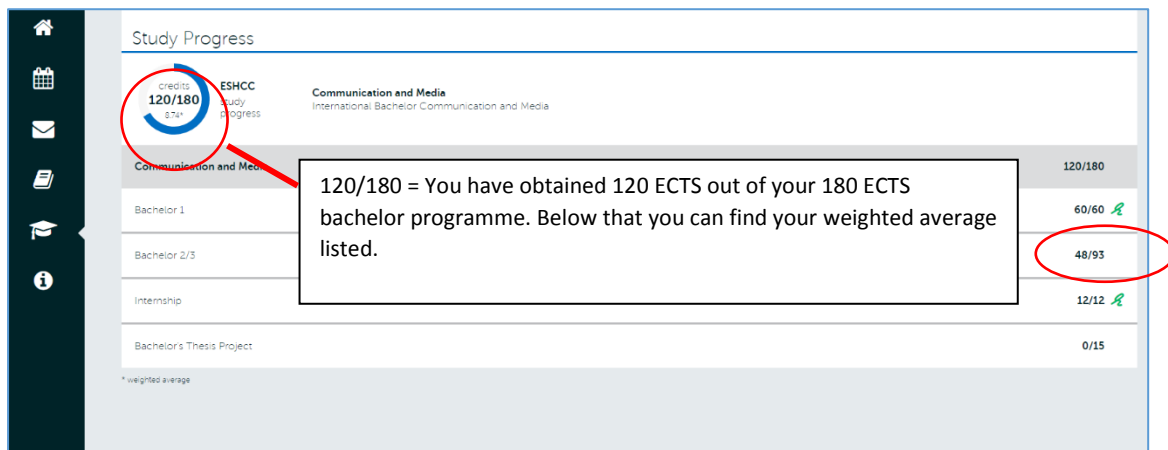 Study Progress
credits
120/180
8.74*
ESHCC
study
progress
Communication and Media
International Bachelor Communication and Media
Communication and Med
120/180
120/180 = You have obtained 120 ECTS out of your 180 ECTS
bachelor programme. Below that you can find your weighted average
listed.
Bachelor 1
60/60
Bachelor 2/3
48/93
Internship
12/12
Bachelor's Thesis Project
0/15
* weighted average